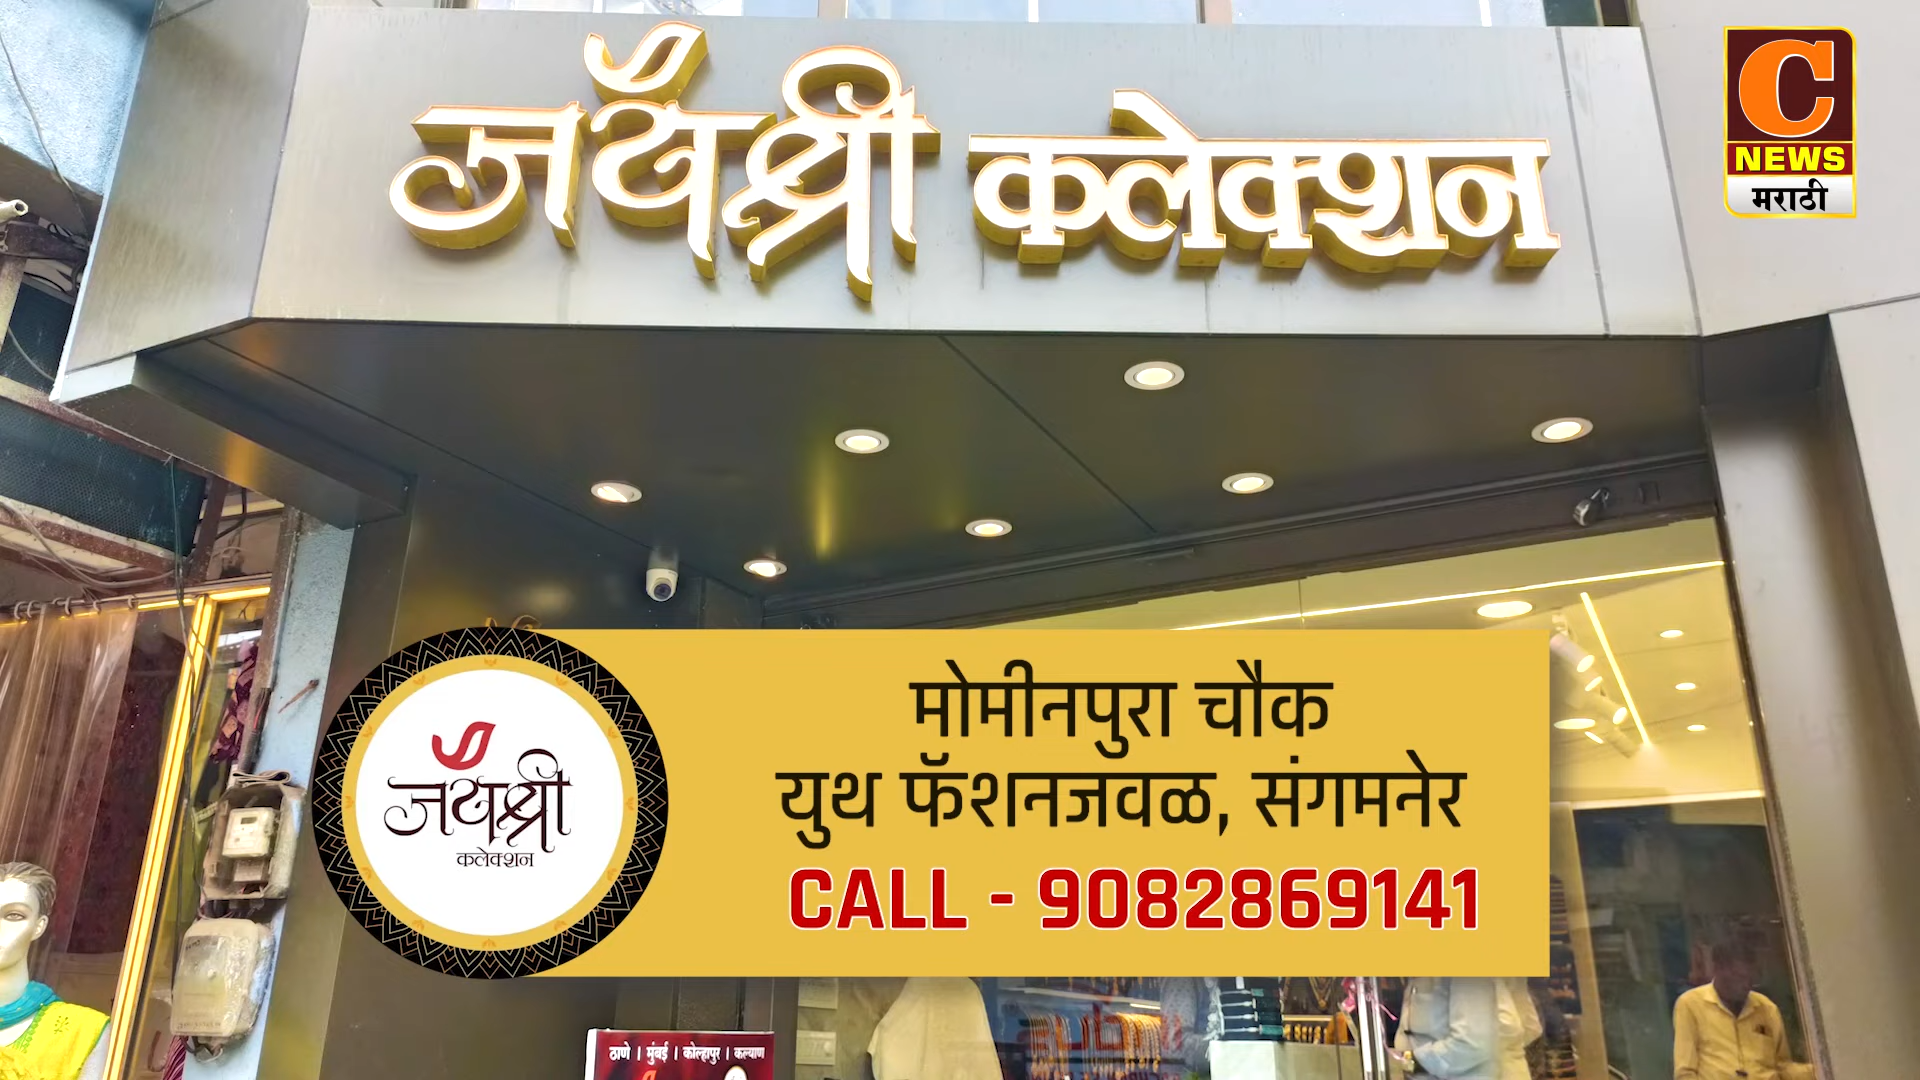 जयश्री कलेक्शन
C
NEWS
मराठी
मोमीनपुरा चौक
युथ फॅशनजवळ, संगमनेर
CALL - 9082869141
जयश्री
कलेक्शन
ठाणे | मुंबई | कोल्हापुर | कल्याण